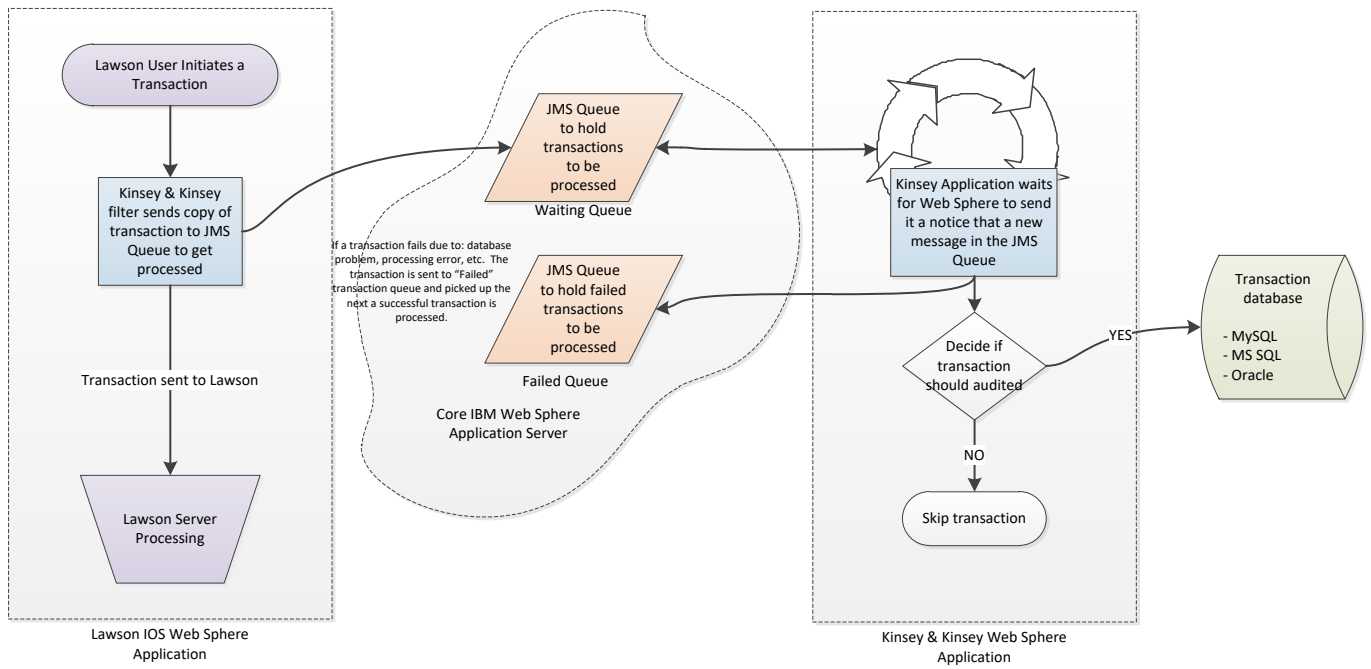 Lawson User Initiates a
Transaction
Kinsey & Kinsey
filter sends copy of
transaction to JMS
Queue to get
processed
Transaction sent to Lawson
Lawson Server
Processing
Lawson IOS Web Sphere
Application
JMS Queue
to hold
transactions
to be
processed
Waiting Queue
If a transaction fails due to: database
problem, processing error, etc. The
transaction is sent to “Failed”
transaction queue and picked up the
next a successful transaction is
processed.
JMS Queue
to hold failed
transactions
to be
processed
Failed Queue
Core IBM Web Sphere
Application Server
Kinsey Application waits
for Web Sphere to send
it a notice that a new
message in the JMS
Queue
Decide if
transaction
should audited
YES
NO
Skip transaction
Kinsey & Kinsey Web Sphere
Application
Transaction
database
- MySQL
- MS SQL
- Oracle